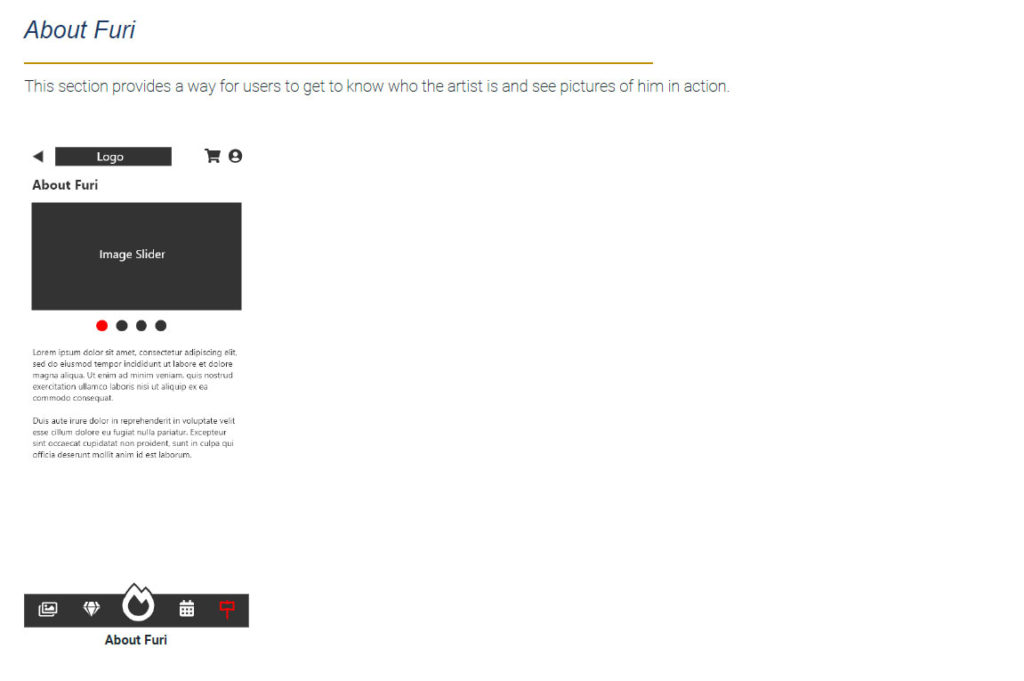 About Furi
This section provides a way for users to get to know who the artist is and see pictures of him in action.
Logo
About Furi
Image Slider
Lorem ipsum dolor sit amet, consectetur adipiscing elit,
sed do eiusmod tempor incididunt ut labore et dolore
magna aliqua. Ut enim ad minim veniam, quis nostrud
exercitation ullamco laboris nisi ut aliquip ex ea
commodo consequat.
Duis aute irure dolor in reprehenderit in voluptate velit
esse cillum dolore eu fugiat nulla pariatur. Excepteur
sint occaecat cupidatat non proident, sunt in culpa qui
officia deserunt mollit anim id est laborum.
About Furi